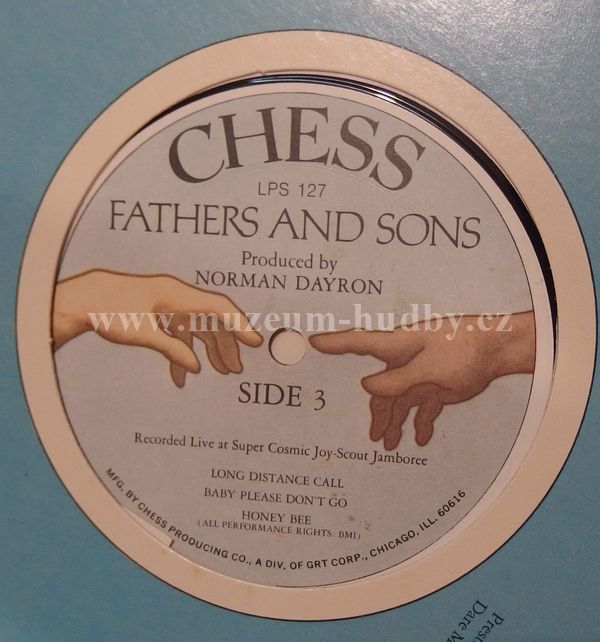 CHESS
LPS 127
FATHERS AND SONS
Produced by
NORMAN DAYRON
www.muzeum-hudby.cz
SIDE 3
Recorded Live at Super Cosmic Joy-Scout Jamboree
LONG DISTANCE CALL
BABY PLEASE DON'T GO
HONEY BEE
(ALL PERFORMANCE RIGHTS: BMI)
MFG. BY CHESS PRODUCING CO., A DIV. OF GRT CORP., CHICAGO, ILL. 60616
Dare M